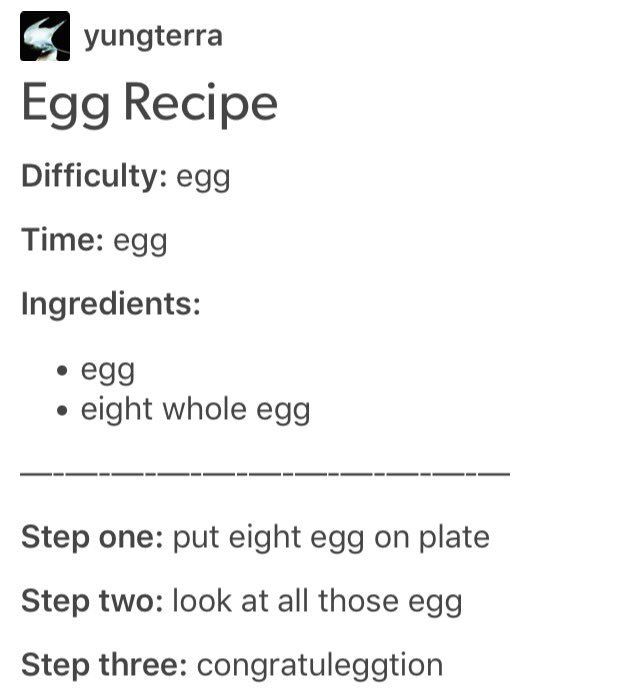 yungterra
Egg Recipe
Difficulty: egg
Time: egg
Ingredients:
• egg
• eight whole egg
Step one: put eight egg on plate
Step two: look at all those egg
Step three: congratuleggtion